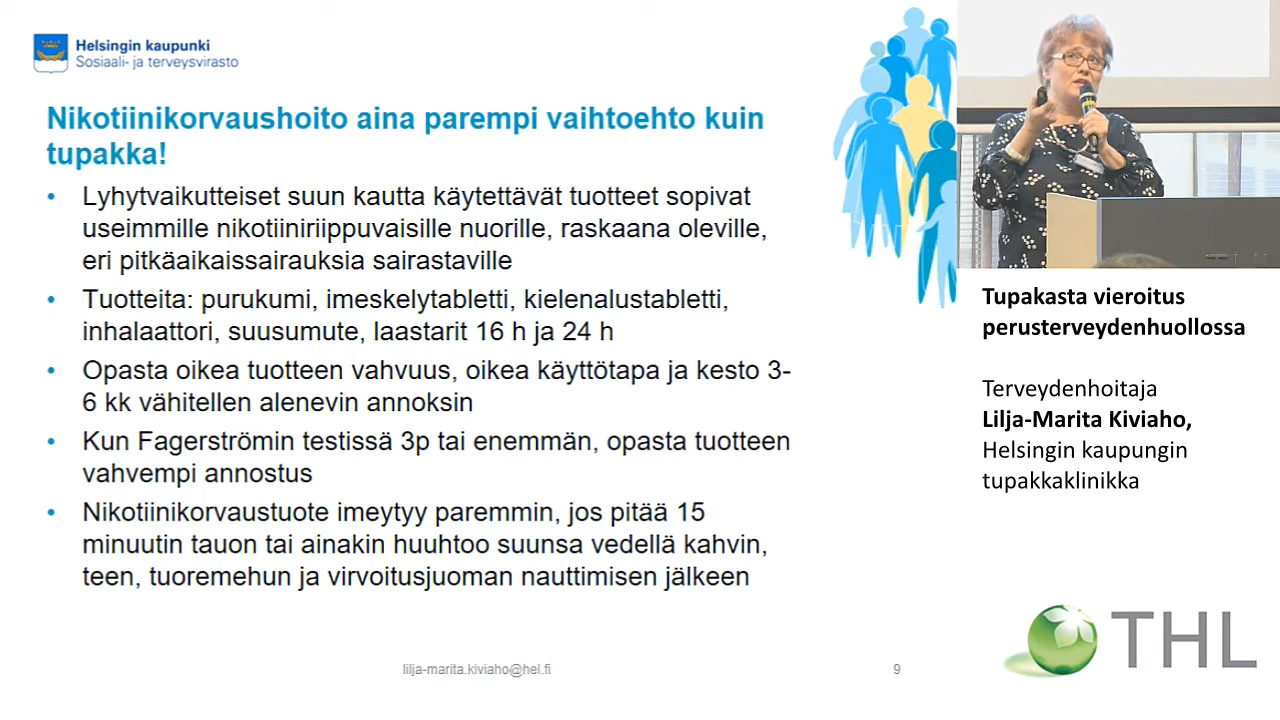 Helsingin kaupunki
Sosiaali- ja terveysvirasto
Nikotiinikorvaushoito aina parempi vaihtoehto kuin
tupakka!
• Lyhytvaikutteiset suun kautta käytettävät tuotteet sopivat
useimmille nikotiiniriippuvaisille nuorille, raskaana oleville,
eri pitkäaikaissairauksia sairastaville
• Tuotteita: purukumi, imeskelytabletti, kielenalustabletti,
inhalaattori, suusumute, laastarit 16 h ja 24 h
• Opasta oikea tuotteen vahvuus, oikea käyttötapa ja kesto 3-
6 kk vähitellen alenevin annoksin
• Kun Fagerströmin testissä 3p tai enemmän, opasta tuotteen
vahvempi annostus
• Nikotiinikorvaustuote imeytyy paremmin, jos pitää 15
minuutin tauon tai ainakin huuhtoo suunsa vedellä kahvin,
teen, tuoremehun ja virvoitusjuoman nauttimisen jälkeen
lilja-marita.kiviaho@hel.fi
9
Tupakasta vieroitus
perusterveydenhuollossa
Terveydenhoitaja
Lilja-Marita Kiviaho,
Helsingin kaupungin
tupakkaklinikka
THL